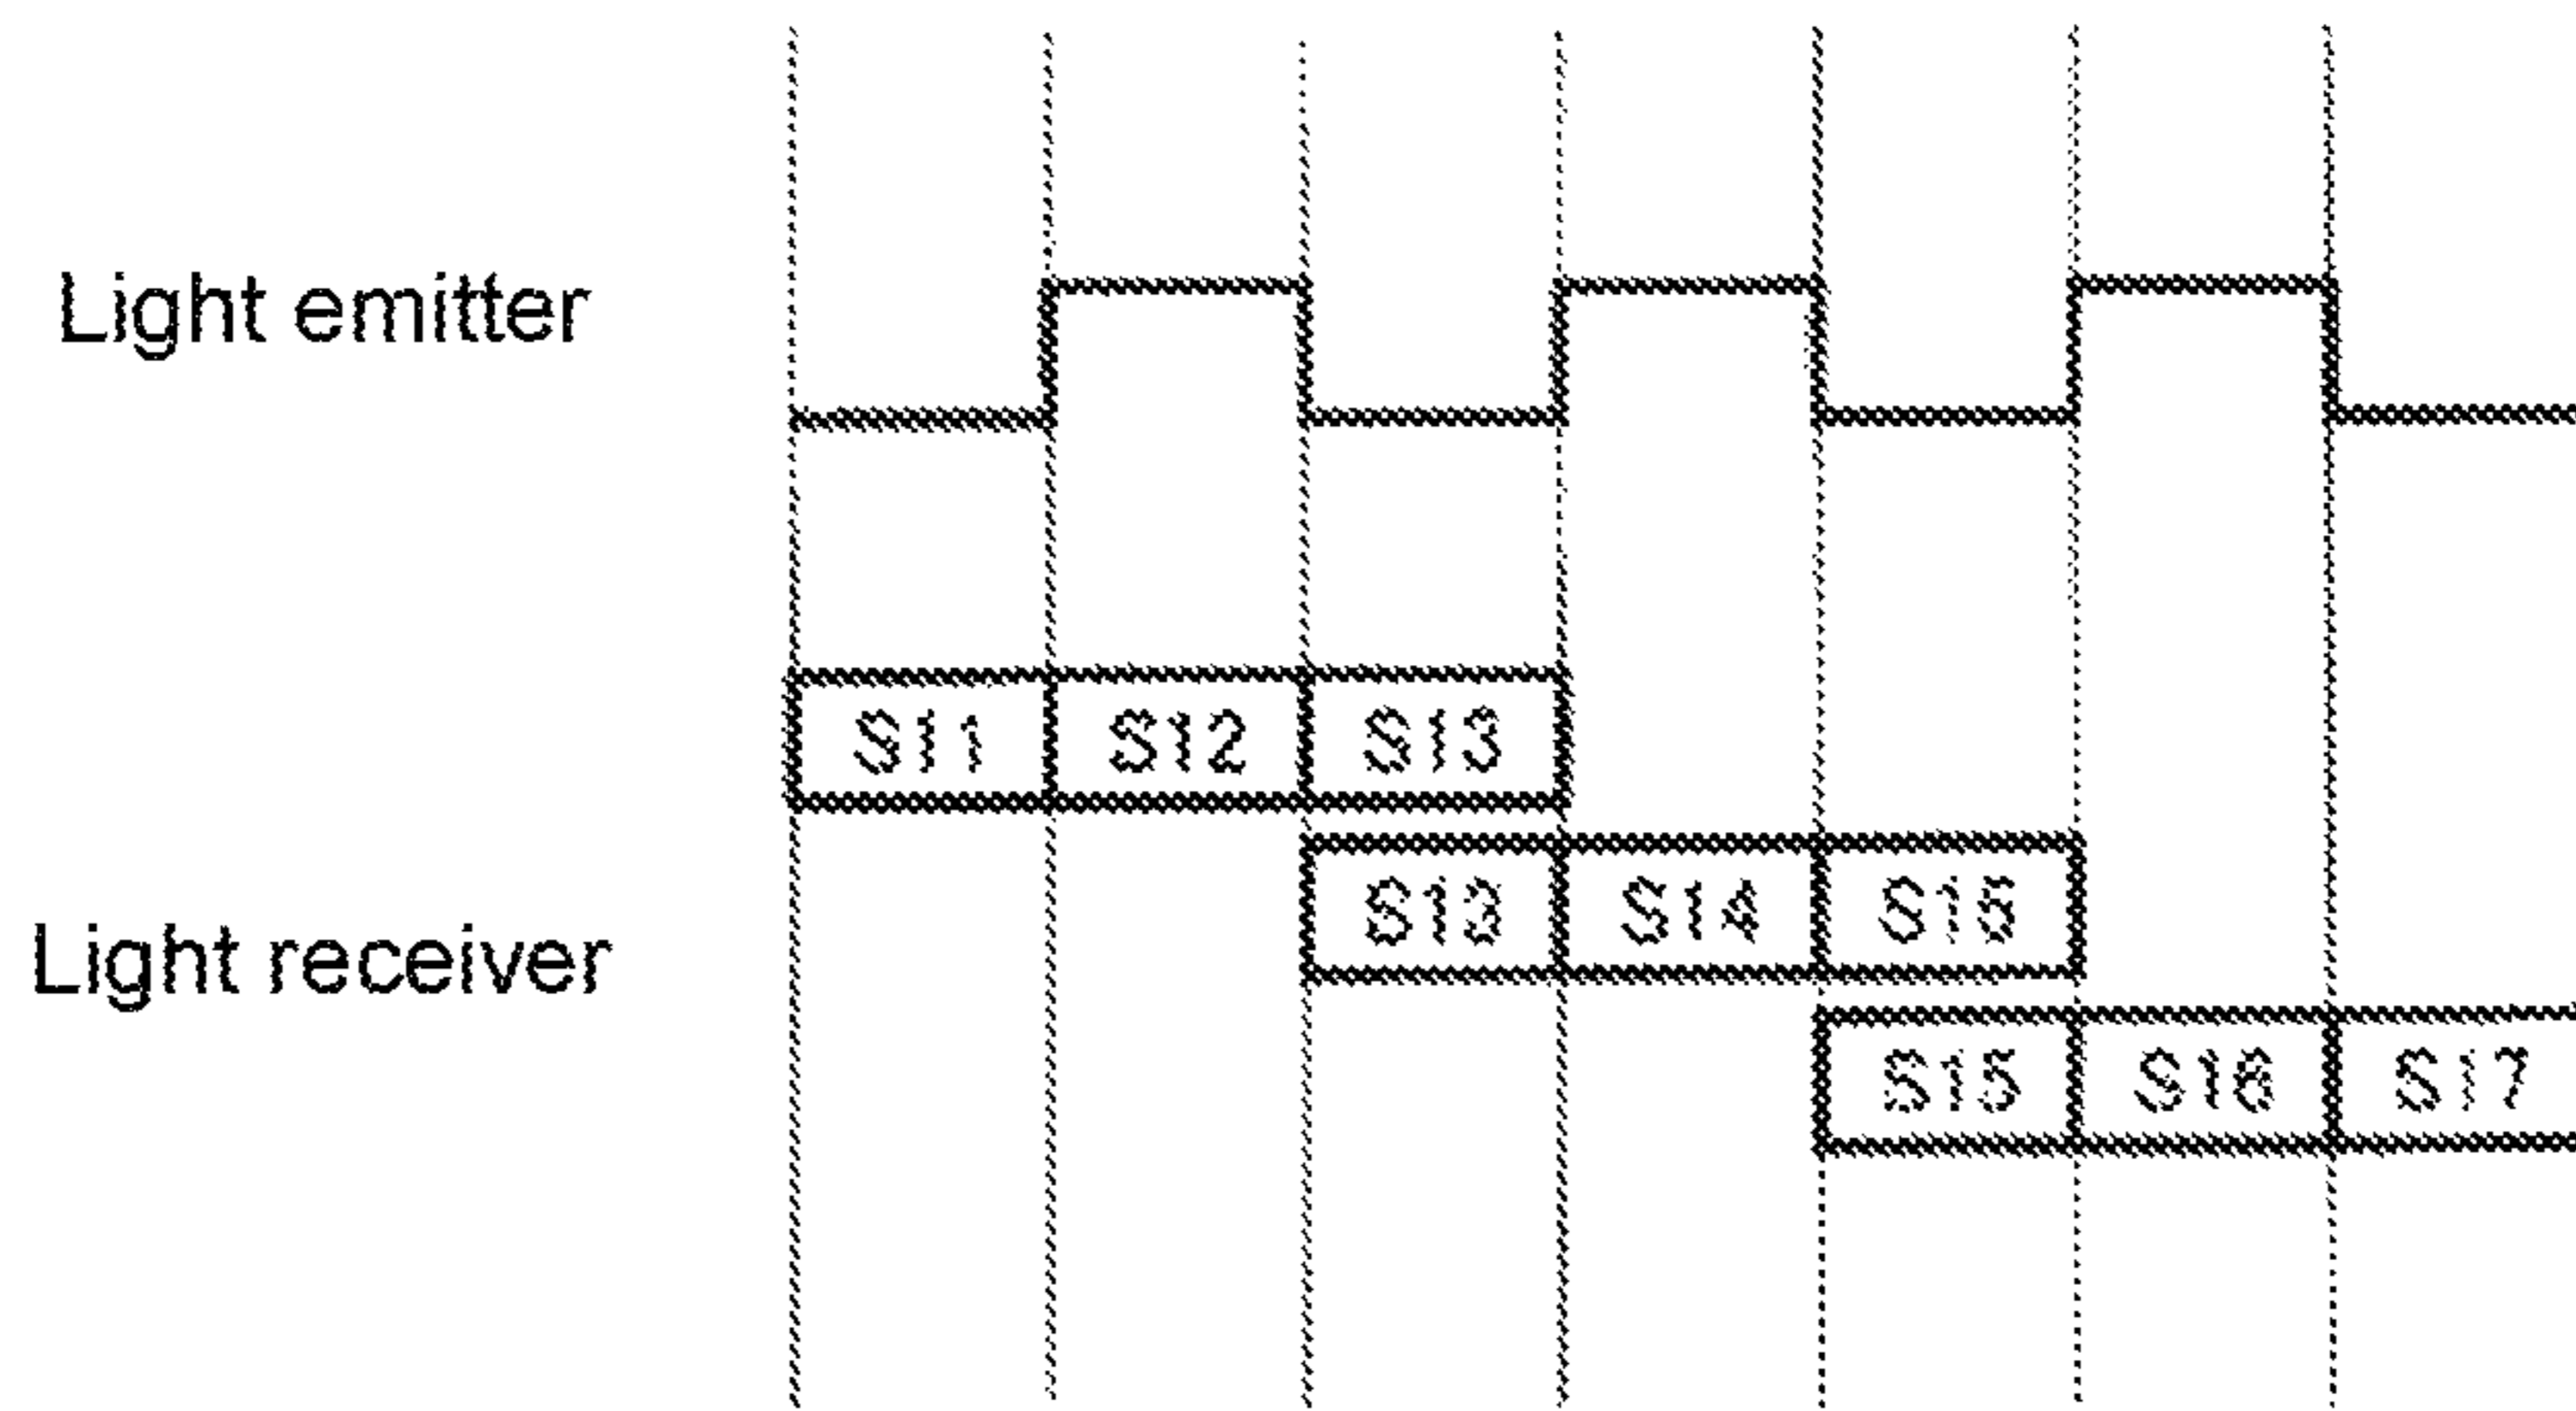 Light emitter
S11 S12 S13
S13 S14 S15
Light receiver
S15 S16 S17